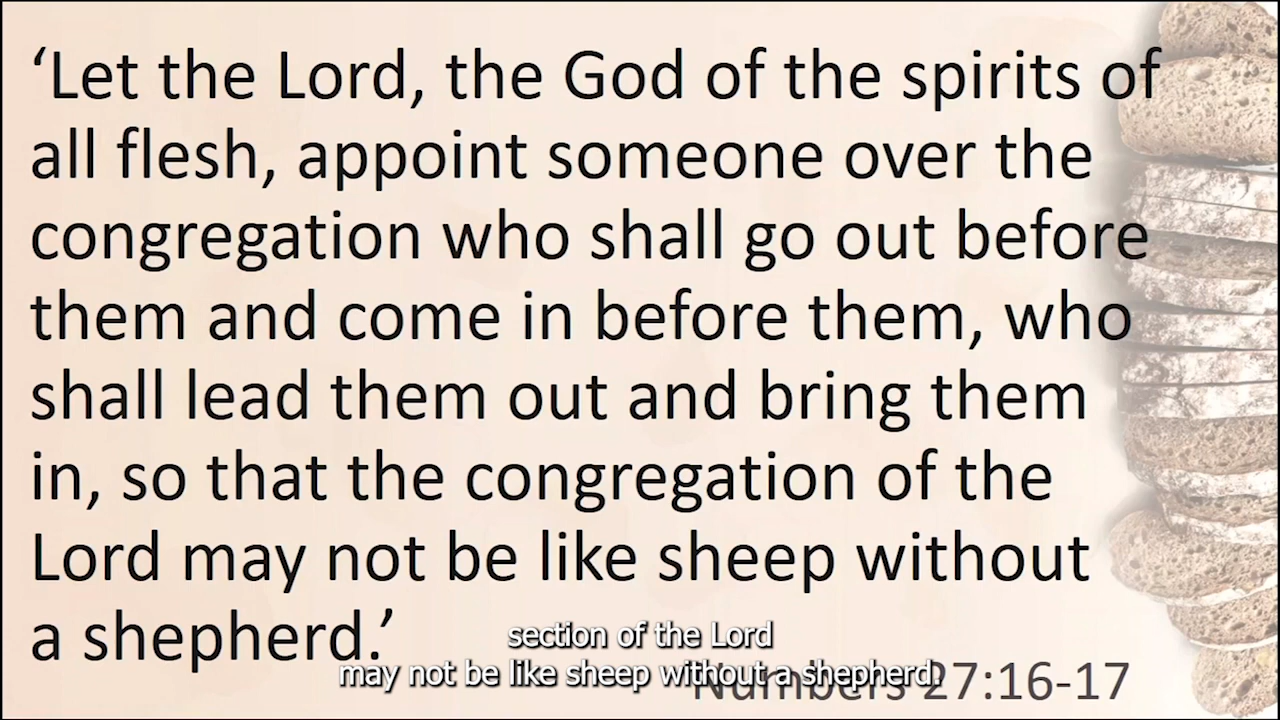 ‘Let the Lord, the God of the spirits of
all flesh, appoint someone over the
congregation who shall go out before
them and come in before them, who
shall lead them out and bring them
in, so that the congregation of the
Lord may not be like sheep without
a shepherd.’
section of the Lord
may not be like sheep without a shepherd.
Numbers 27:16-17